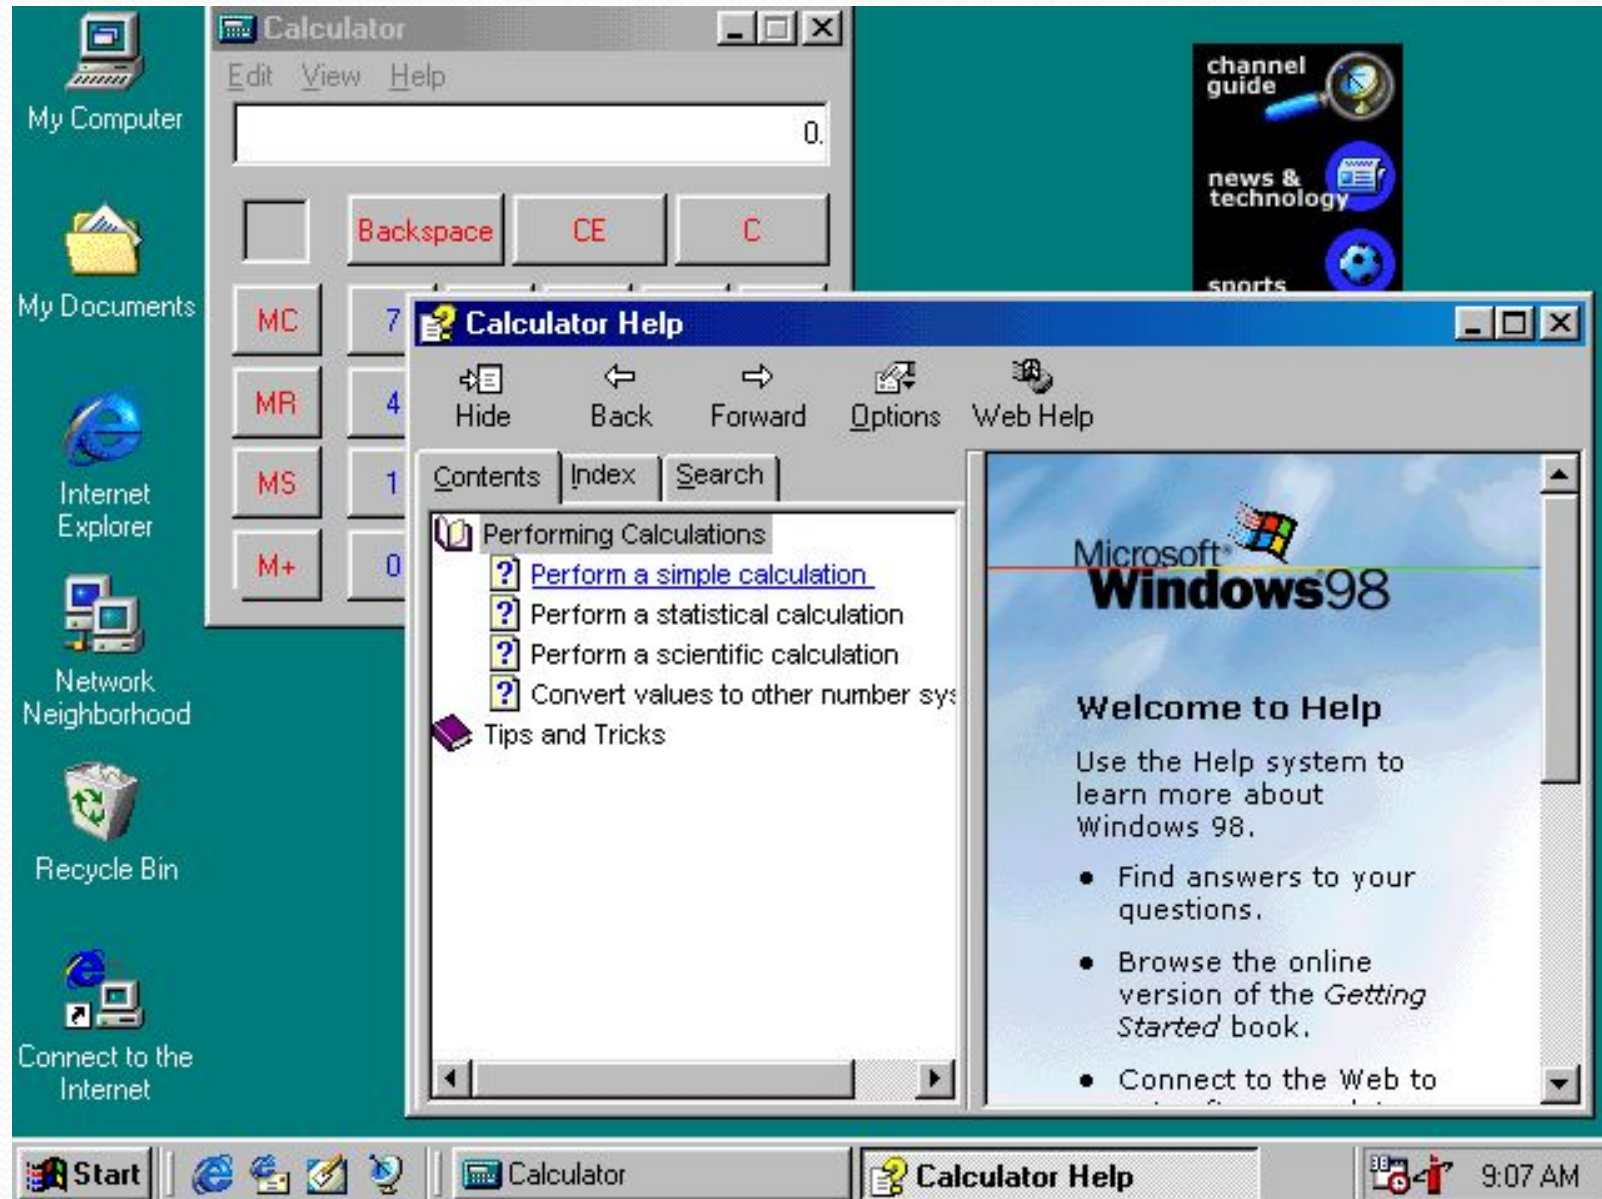 My Computer
My Documents
Internet
Explorer
Network
Neighborhood
Recycle Bin
Connect to the
Internet
Calculator
Edit View Help
0.
Backspace CE C
MC 7
MR 4
MS 1
M+ 0
channel
guide
news &
technology
sports
Calculator Help
Hide Back Forward Options Web Help
Contents Index Search
Performing Calculations
Perform a simple calculation
Perform a statistical calculation
Perform a scientific calculation
Convert values to other number sys
Tips and Tricks
Microsoft
Windows 98
Welcome to Help
Use the Help system to
learn more about
Windows 98.
• Find answers to your
questions.
• Browse the online
version of the Getting
Started book.
• Connect to the Web to
Start Calculator Calculator Help 9:07 AM